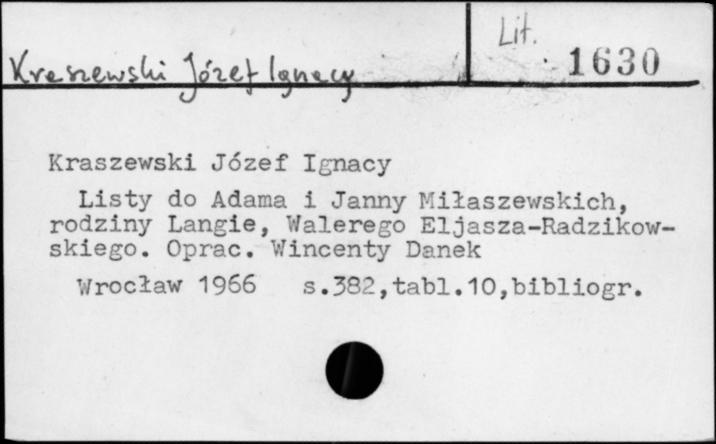 Lit.
1630
Kraszewski Józef Ignacy
Kraszewski Józef Ignacy
Listy do Adama i Janny Miłaszewskich,
rodziny Langie, Walerego Eljasza-Radzikow-
skiego. Oprac. Wincenty Danek
Wrocław 1966 s.382,tabl.10,bibliogr.